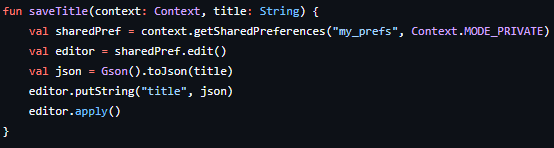 fun saveTitle(context: Context, title: String) {
    val sharedPref = context.getSharedPreferences("my_prefs", Context.MODE_PRIVATE)
    val editor = sharedPref.edit()
    val json = Gson().toJson(title)
    editor.putString("title", json)
    editor.apply()
}